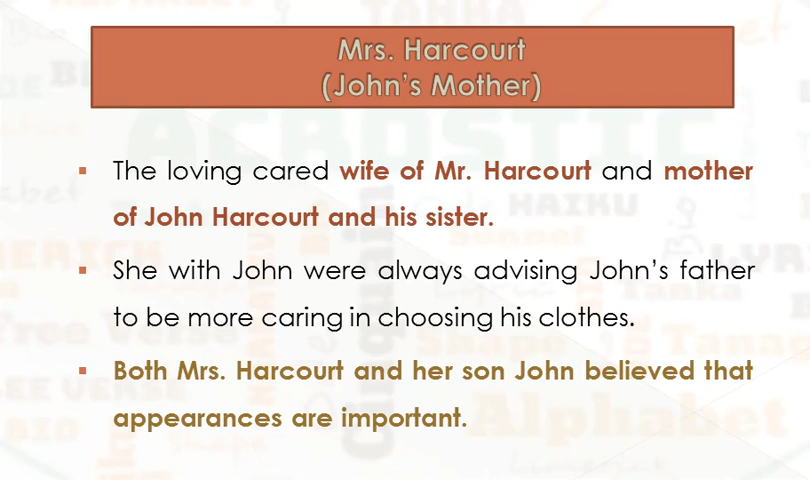 Mrs. Harcourt
(John's Mother)
▪ The loving cared wife of Mr. Harcourt and mother
of John Harcourt and his sister.
▪ She with John were always advising John's father
to be more caring in choosing his clothes.
▪ Both Mrs. Harcourt and her son John believed that
appearances are important.